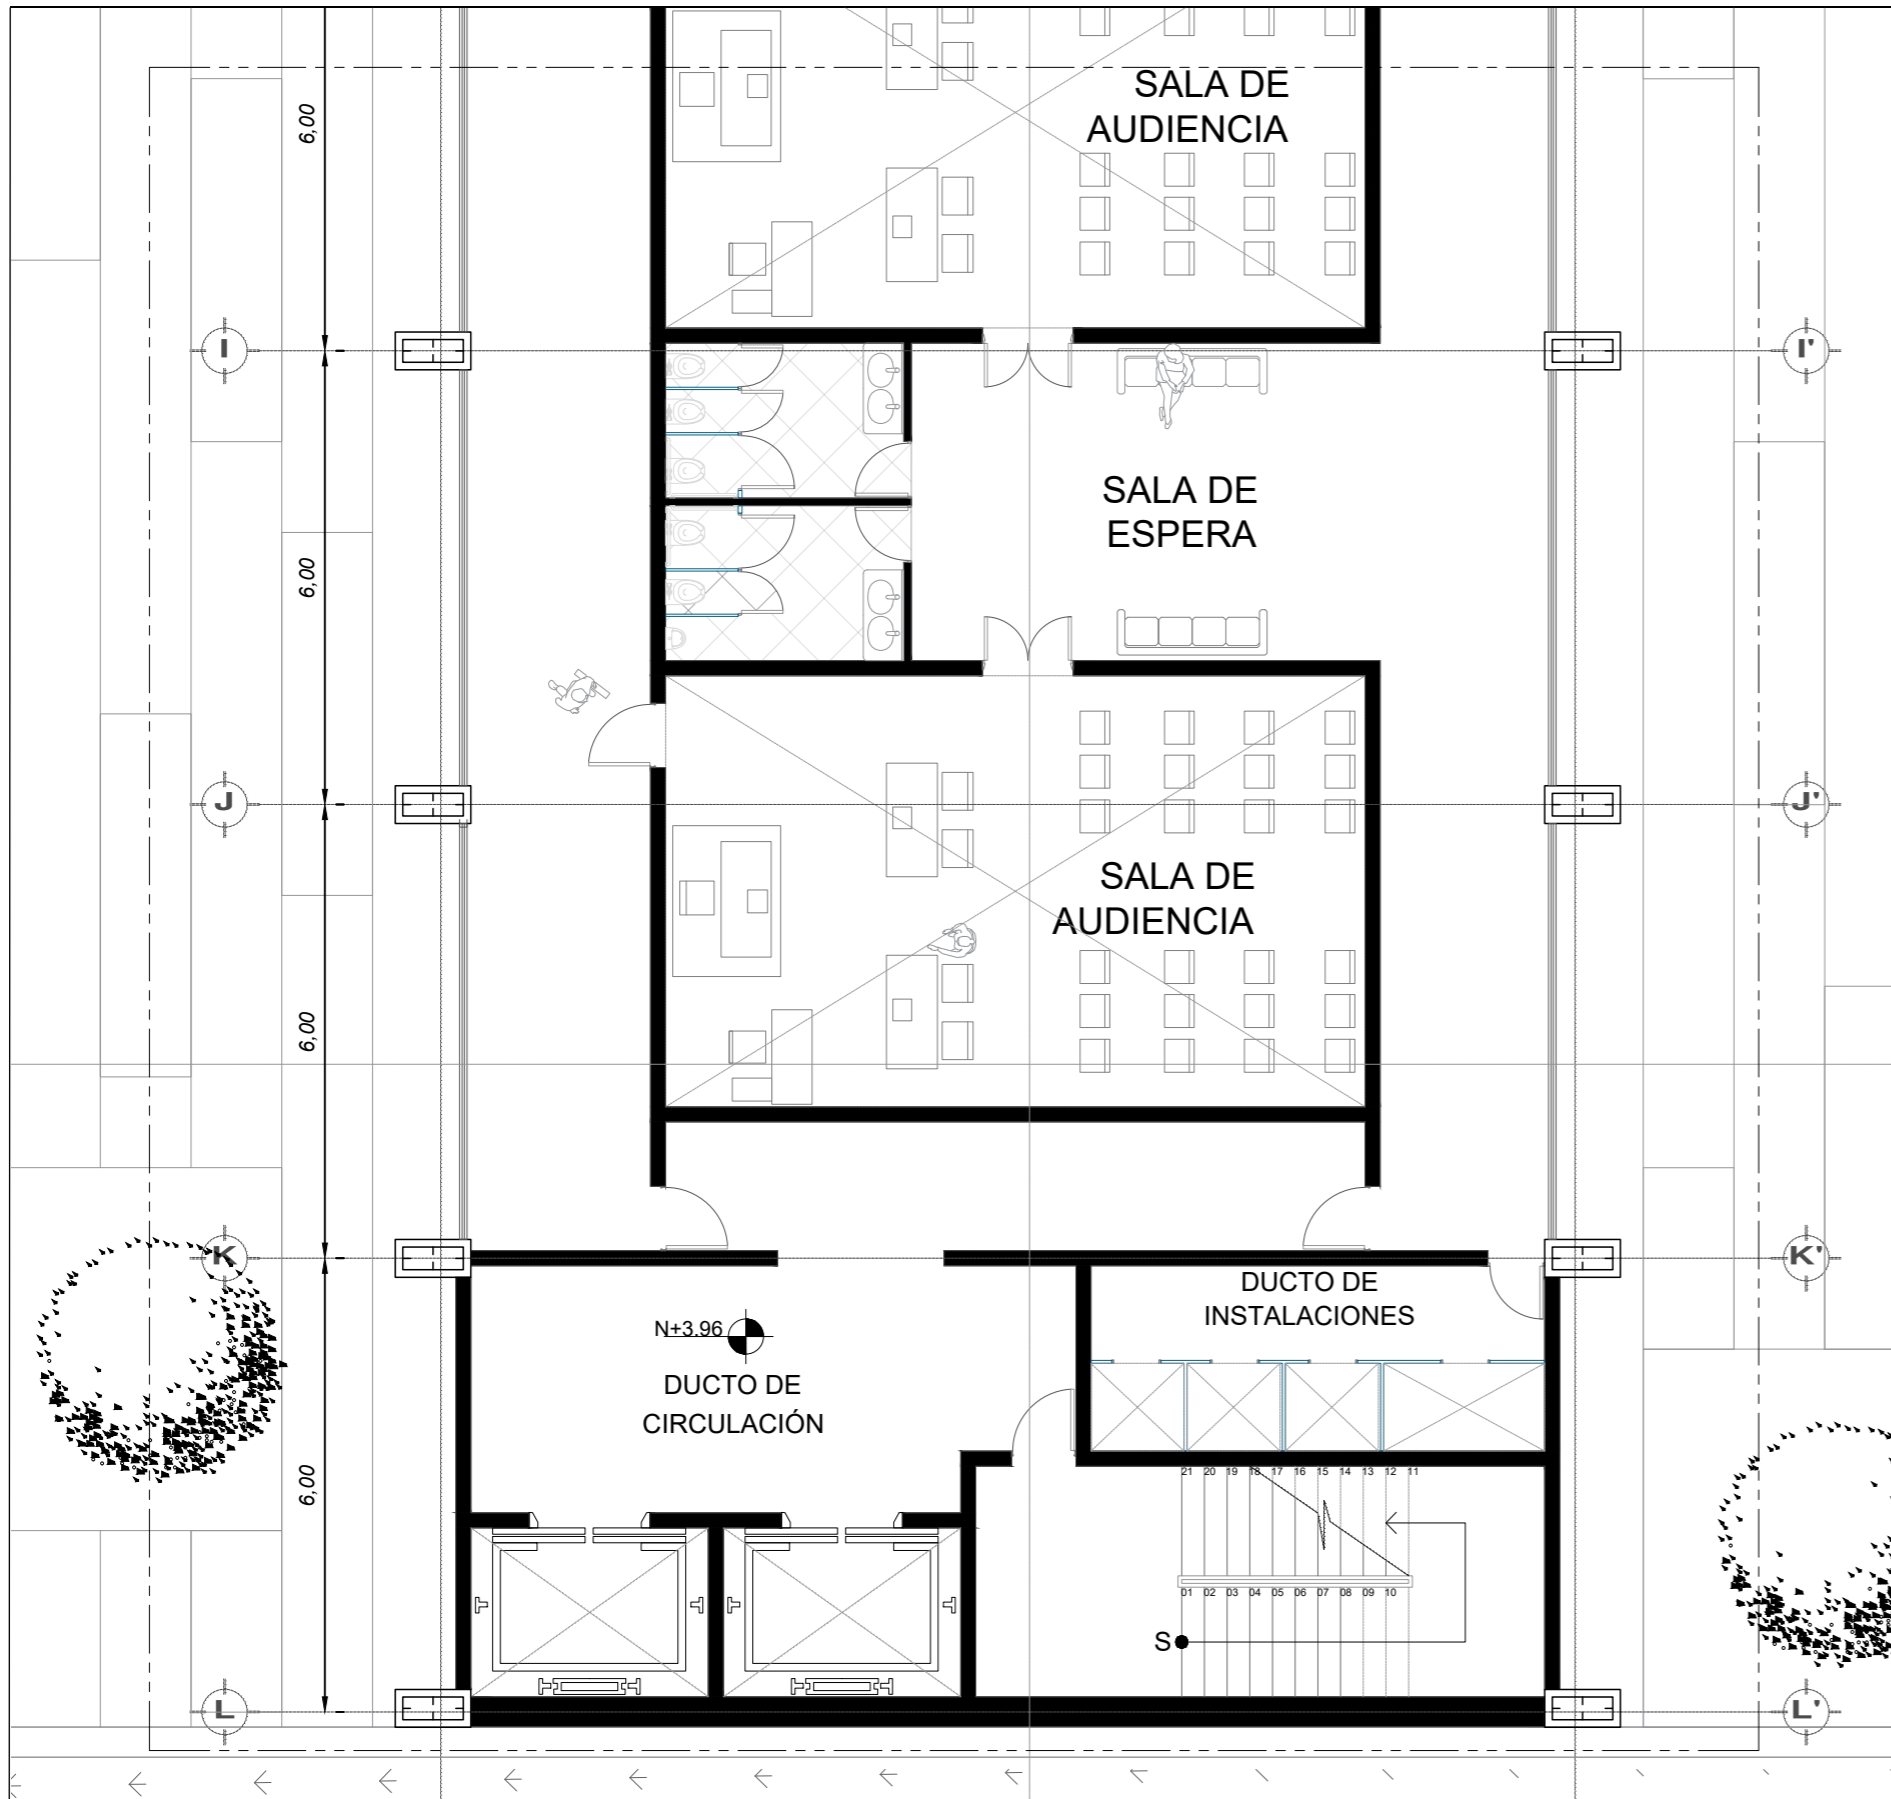 SALA DE
AUDIENCIA
6,00
I
I'
SALA DE
ESPERA
6,00
J
J'
SALA DE
AUDIENCIA
6,00
K
K'
DUCTO DE
INSTALACIONES
N+3.96
DUCTO DE
CIRCULACIÓN
6,00
21 20 19 18 17 16 15 14 13 12 11
01 02 03 04 05 06 07 08 09 10
S
L
L'